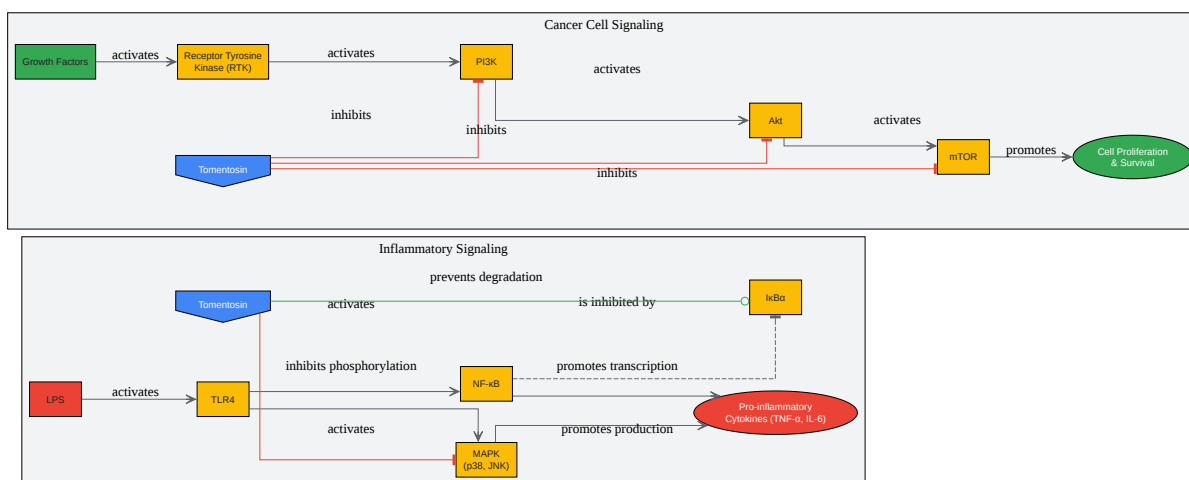 Cancer Cell Signaling
Growth Factors
activates
Receptor Tyrosine
Kinase (RTK)
activates
PI3K
activates
inhibits
inhibits
Akt
activates
Tomentosin
inhibits
mTOR
promotes
Cell Proliferation
& Survival
Inflammatory Signaling
prevents degradation
Tomentosin
activates
is inhibited by
IκBα
inhibits phosphorylation
promotes transcription
LPS
activates
TLR4
NF-κB
Pro-inflammatory
Cytokines (TNF-α, IL-6)
activates
promotes production
MAPK
(p38, JNK)